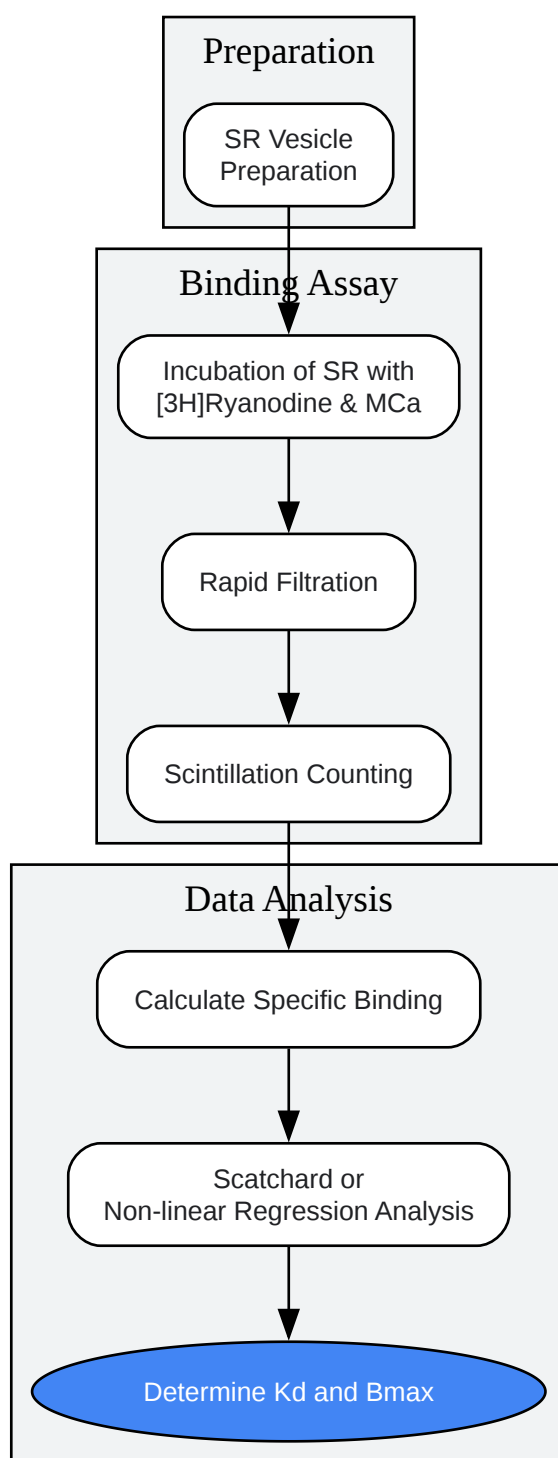 Preparation
SR Vesicle
Preparation
Binding Assay
Incubation of SR with
[3H]Ryanodine & MCa
Rapid Filtration
Scintillation Counting
Data Analysis
Calculate Specific Binding
Scatchard or
Non-linear Regression Analysis
Determine Kd and Bmax